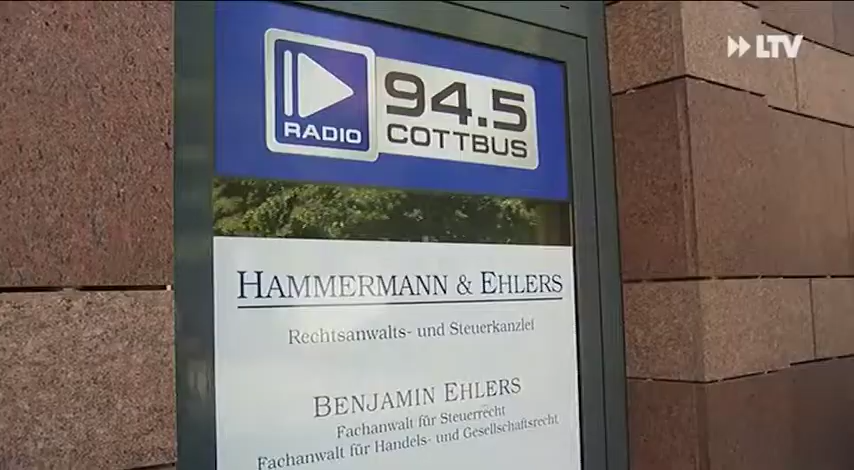 LTV
94.5
RADIO
COTTBUS
HAMMERMANN & EHLERS
Rechtsanwalts- und Steuerkanzlei
BENJAMIN EHLERS
Fachanwalt für Steuerrecht
Fachanwalt für Handels- und Gesellschaftsrecht